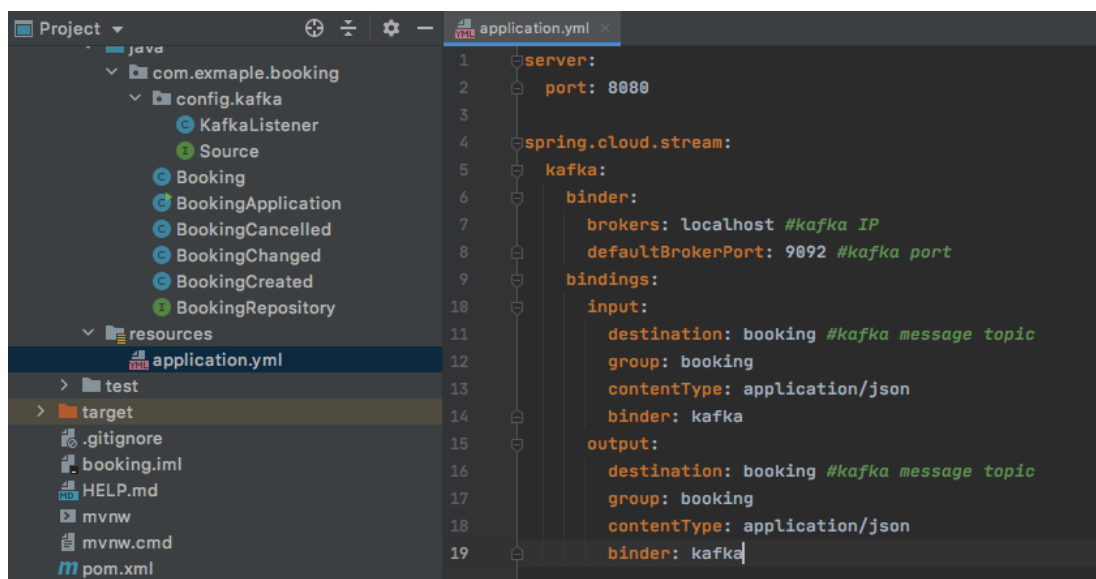 Project
java
com.exmaple.booking
config.kafka
KafkaListener
Source
Booking
BookingApplication
BookingCancelled
BookingChanged
BookingCreated
BookingRepository
resources
application.yml
test
target
.gitignore
booking.iml
HELP.md
mvnw
mvnw.cmd
pom.xml
application.yml
1 server:
2 port: 8080
3
4 spring.cloud.stream:
5 kafka:
6 binder:
7 brokers: localhost #kafka IP
8 defaultBrokerPort: 9092 #kafka port
9 bindings:
10 input:
11 destination: booking #kafka message topic
12 group: booking
13 contentType: application/json
14 binder: kafka
15 output:
16 destination: booking #kafka message topic
17 group: booking
18 contentType: application/json
19 binder: kafka